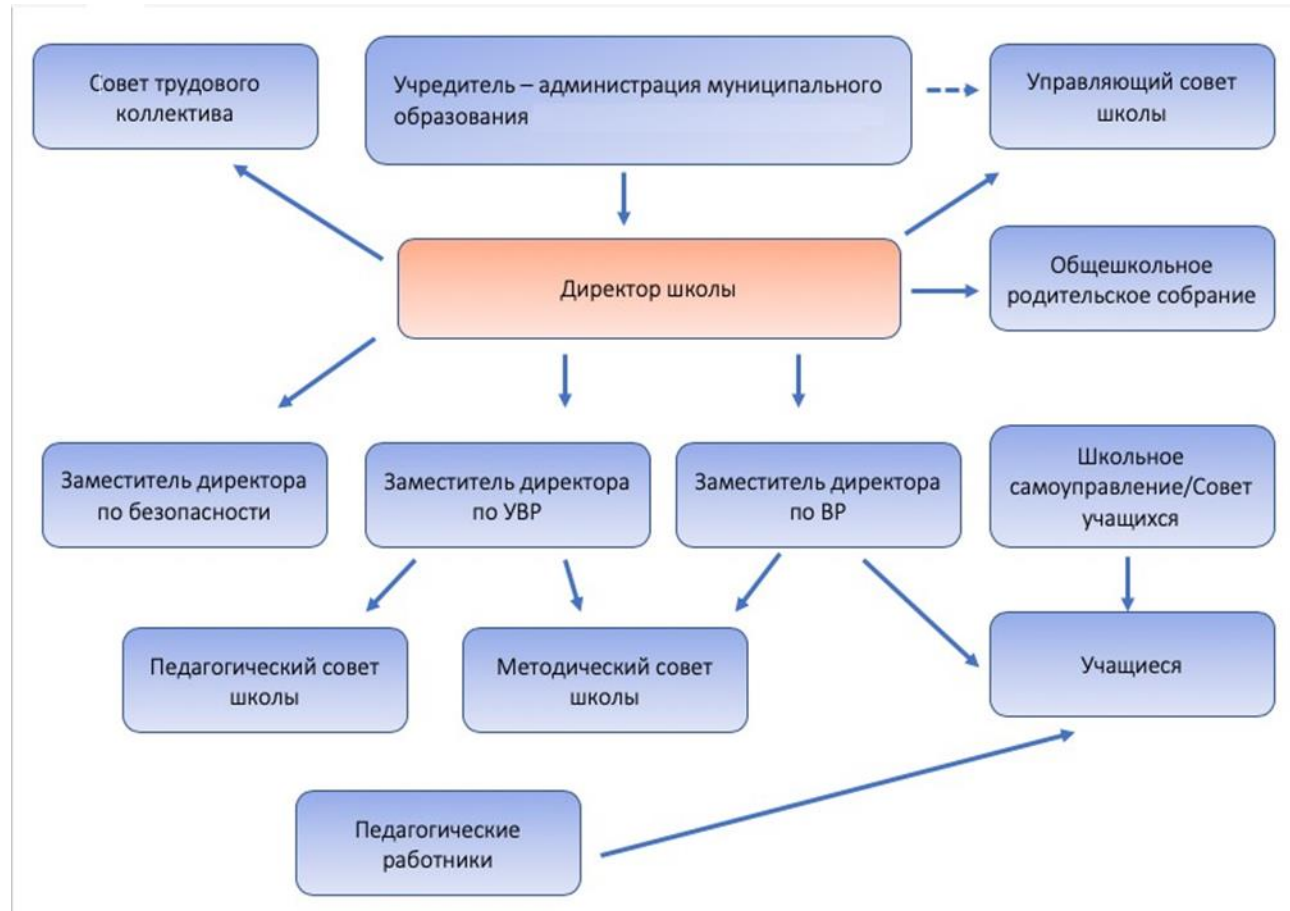 Совет трудового
коллектива
Учредитель – администрация муниципального
образования
Управляющий совет
школы
Директор школы
Общешкольное
родительское собрание
Заместитель директора
по безопасности
Заместитель директора
по УВР
Заместитель директора
по ВР
Школьное
самоуправление/Совет
учащихся
Педагогический совет
школы
Методический совет
школы
Учащиеся
Педагогические
работники